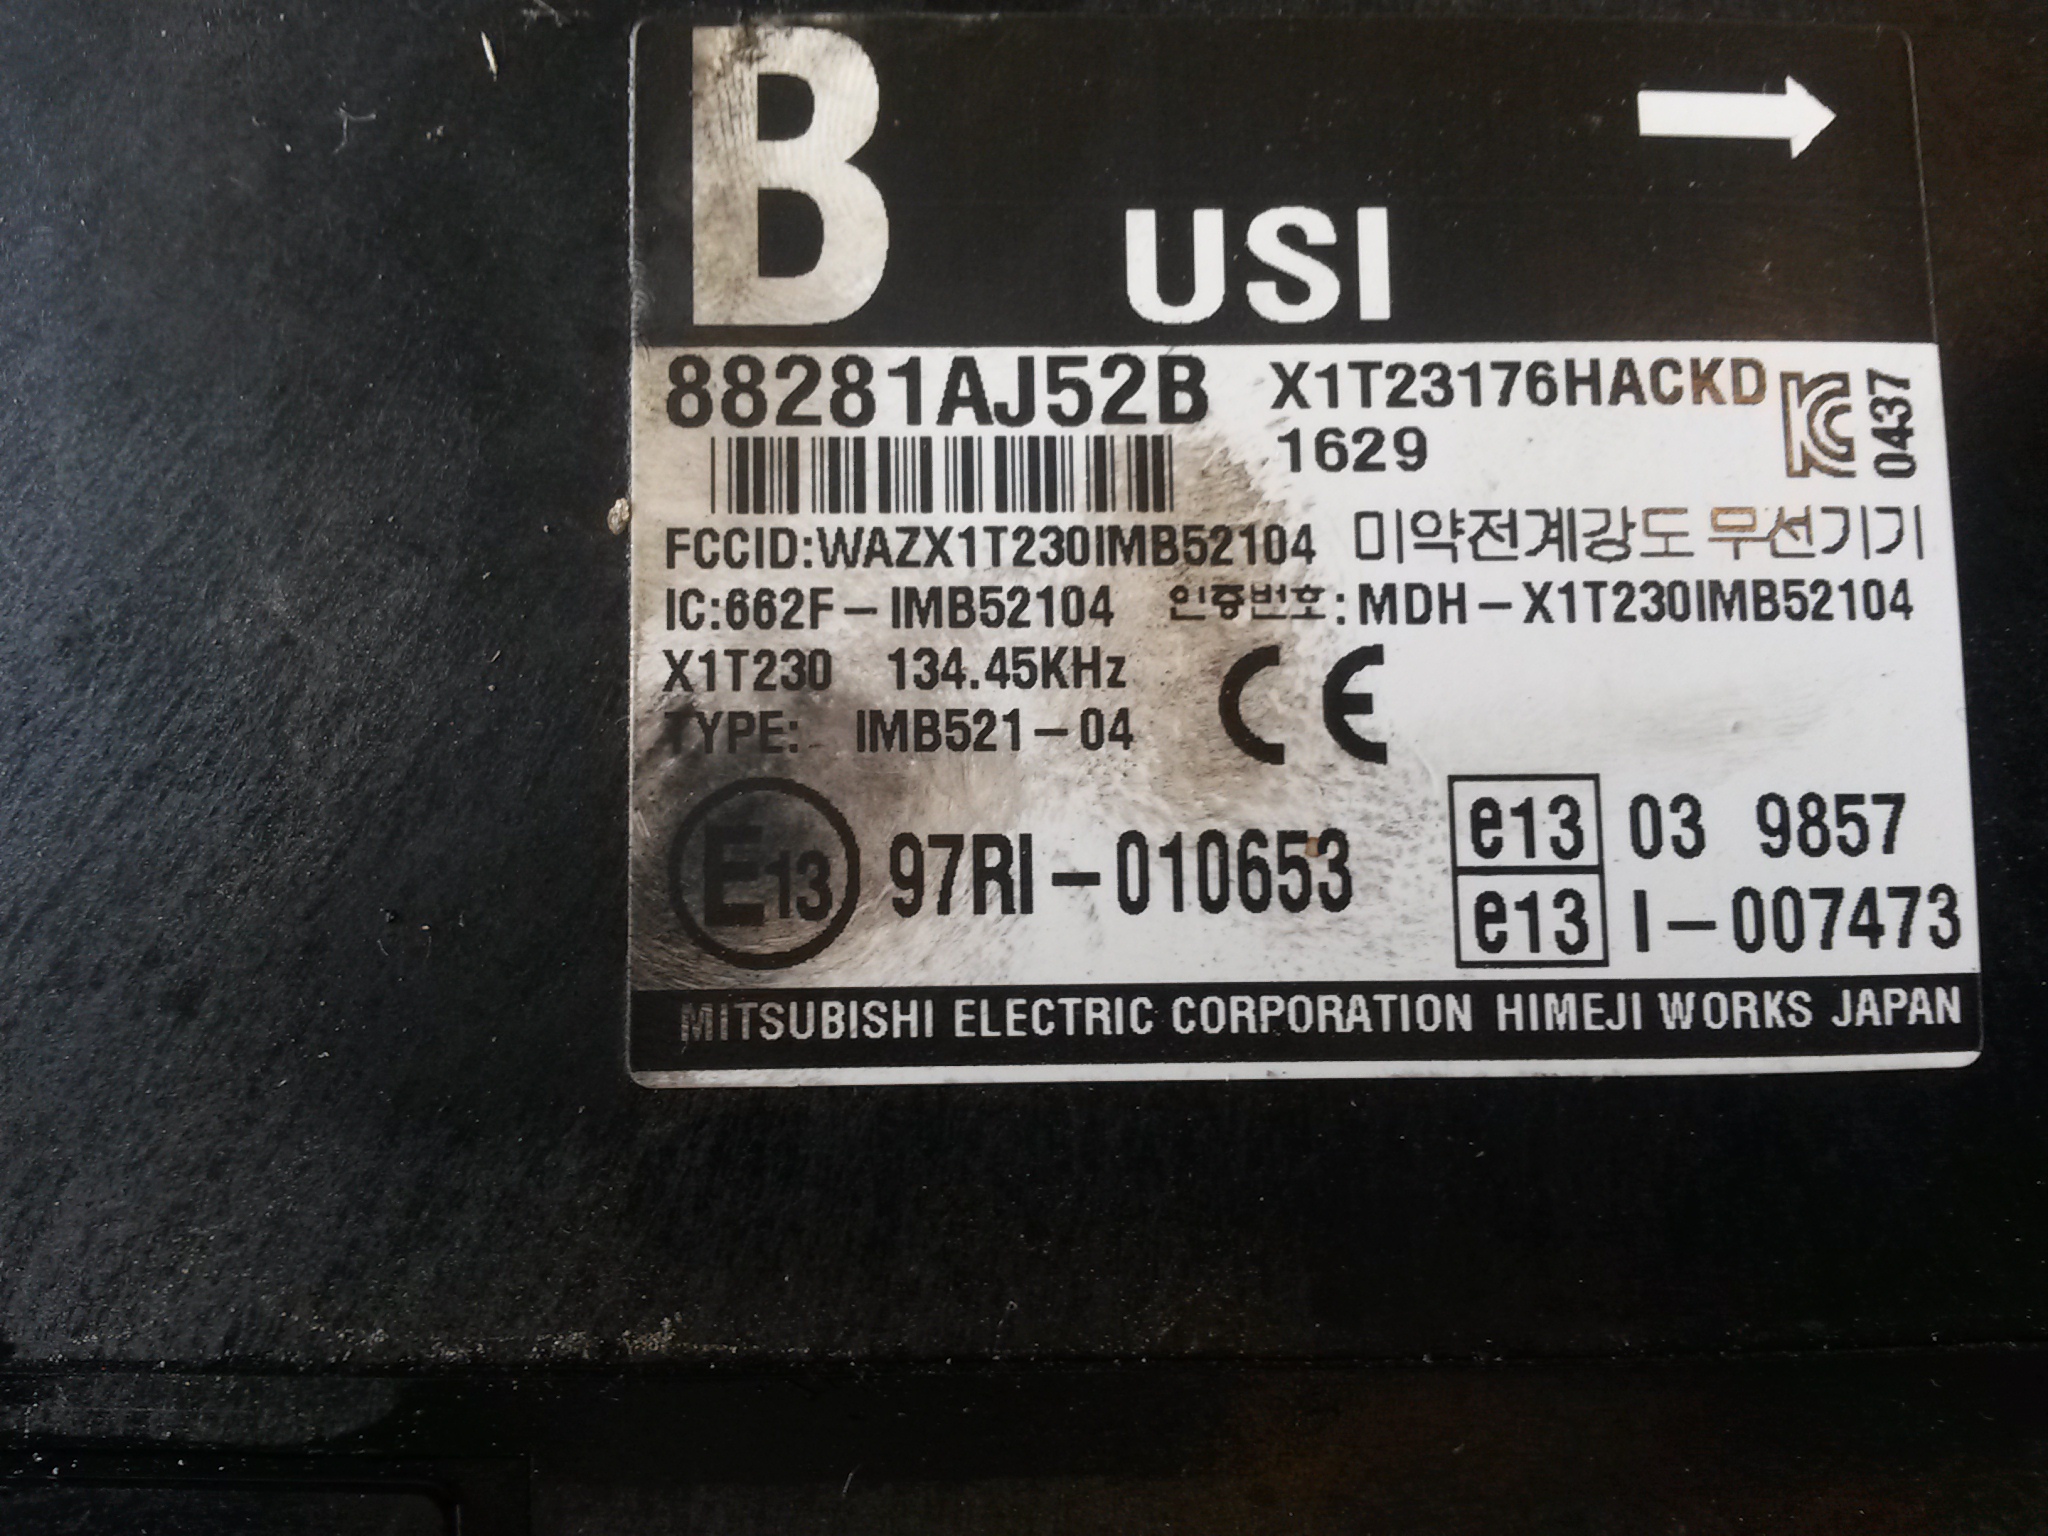 B
USI
88281AJ52B X1T23176HACKD
1629
0437
FCCID:WAZX1T230IMB52104 미약전계강도 무선기기
IC:662F-IMB52104 인증번호:MDH-X1T230IMB52104
X1T230 134.45KHz
TYPE: IMB521-04 CE
E13 97RI-010653
e13 03 9857
e13 I-007473
MITSUBISHI ELECTRIC CORPORATION HIMEJI WORKS JAPAN